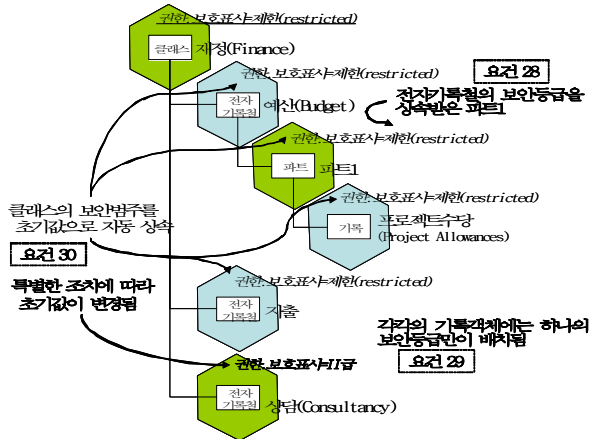 권한.보호표시=제한(restricted)
클래스 재정(Finance)
권한.보호표시=제한(restricted)
요건 28
전자
기록철
예산(Budget)
전자기록철의 보안등급을
상속받은 파트1
권한.보호표시=제한(restricted)
파트 파트1
권한.보호표시=제한(restricted)
클래스의 보안범주를
초기값으로 자동 상속
기록
프로젝트수당
(Project Allowances)
요건 30
권한.보호표시=제한(restricted)
특별한 조치에 따라
초기값이 변경됨
전자
기록철
지출
각각의 기록객체에는 하나의
보안등급만이 배치됨
권한.보호표시=II급
요건 29
전자
기록철
상담(Consultancy)